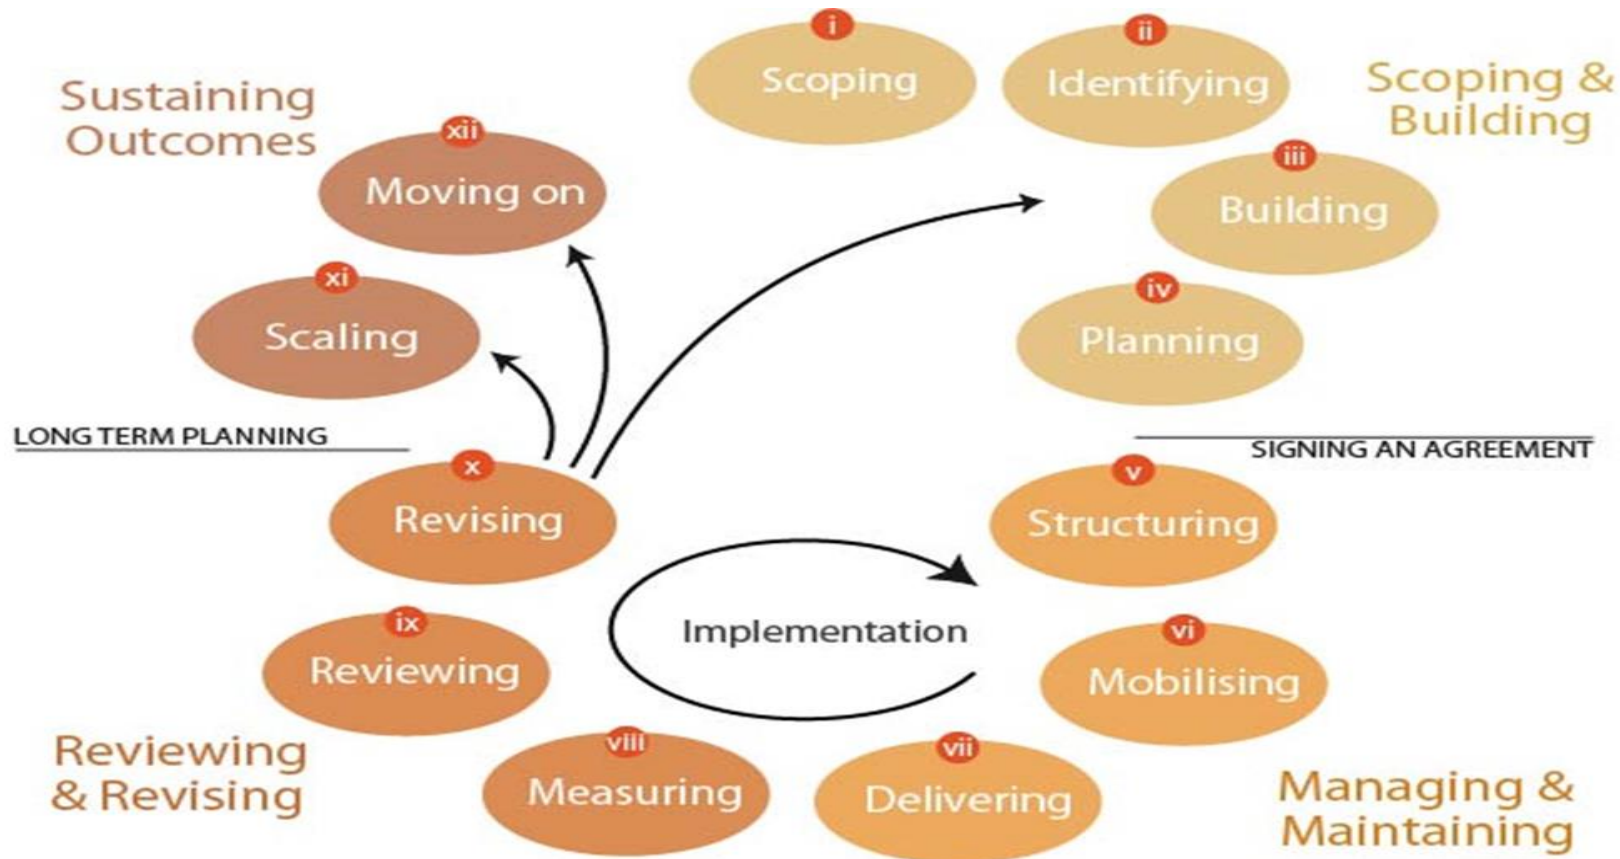 Scoping &
Building
i
Scoping
ii
Identifying
iii
Building
iv
Planning
SIGNING AN AGREEMENT
v
Structuring
vi
Mobilising
vii
Delivering
Managing &
Maintaining
Implementation
viii
Measuring
ix
Reviewing
x
Revising
Reviewing
& Revising
LONG TERM PLANNING
xi
Scaling
xii
Moving on
Sustaining
Outcomes